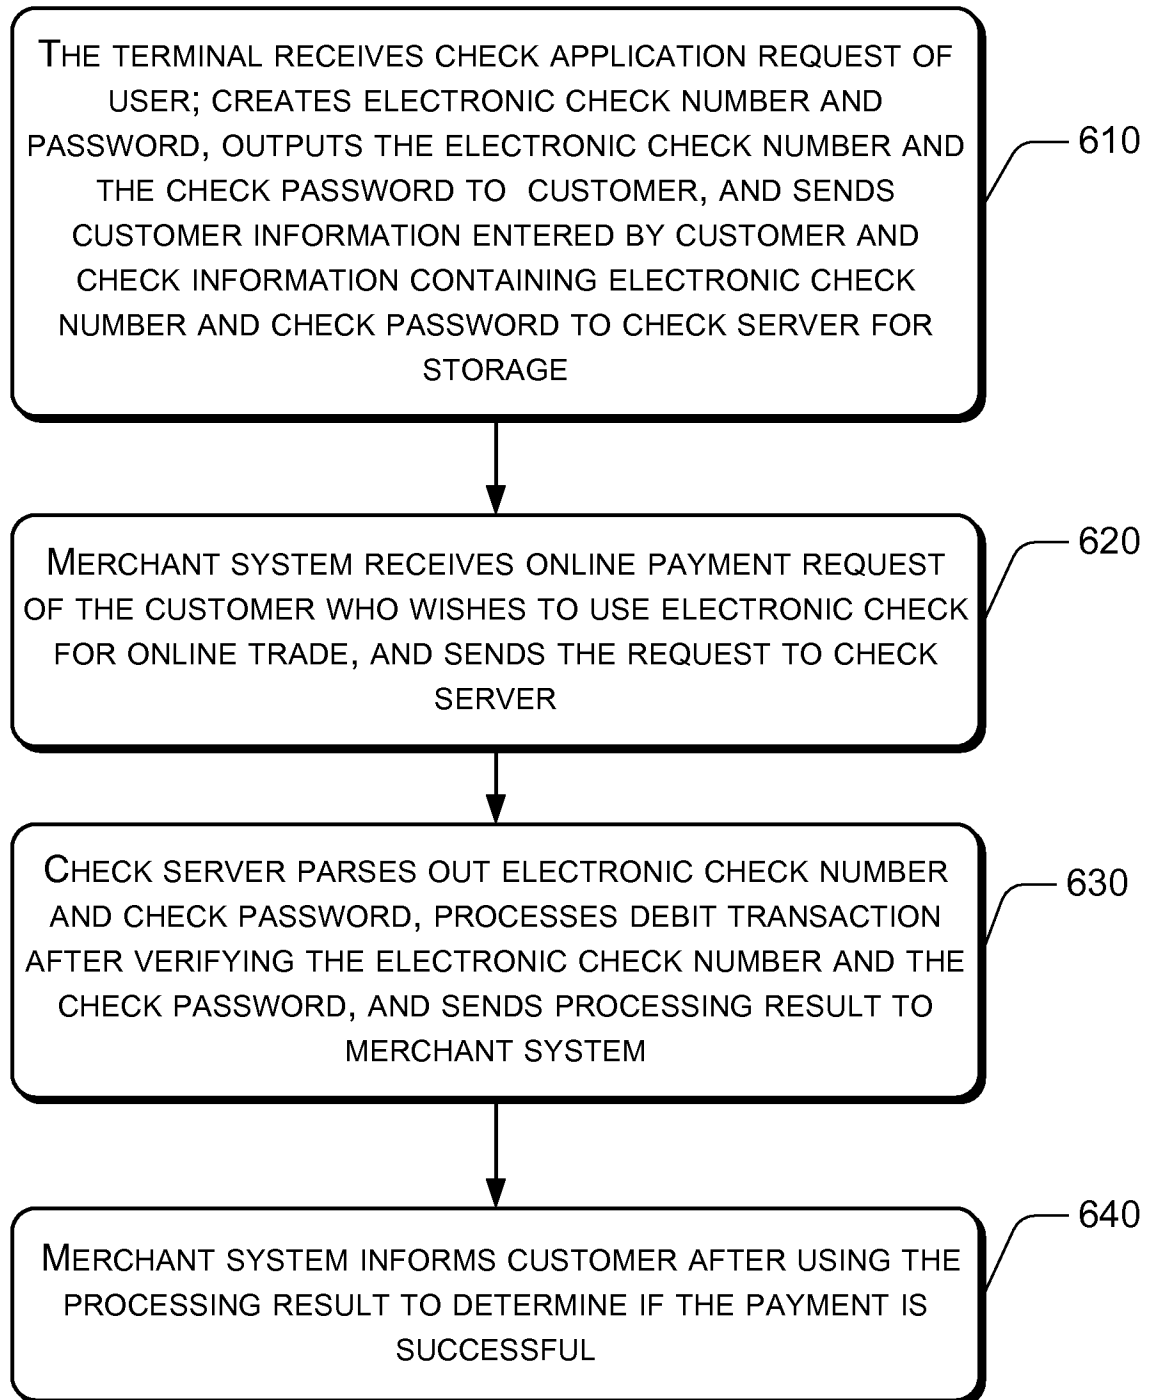 THE TERMINAL RECEIVES CHECK APPLICATION REQUEST OF
USER; CREATES ELECTRONIC CHECK NUMBER AND
PASSWORD, OUTPUTS THE ELECTRONIC CHECK NUMBER AND
THE CHECK PASSWORD TO CUSTOMER, AND SENDS
CUSTOMER INFORMATION ENTERED BY CUSTOMER AND
CHECK INFORMATION CONTAINING ELECTRONIC CHECK
NUMBER AND CHECK PASSWORD TO CHECK SERVER FOR
STORAGE
610
MERCHANT SYSTEM RECEIVES ONLINE PAYMENT REQUEST
OF THE CUSTOMER WHO WISHES TO USE ELECTRONIC CHECK
FOR ONLINE TRADE, AND SENDS THE REQUEST TO CHECK
SERVER
620
CHECK SERVER PARSES OUT ELECTRONIC CHECK NUMBER
AND CHECK PASSWORD, PROCESSES DEBIT TRANSACTION
AFTER VERIFYING THE ELECTRONIC CHECK NUMBER AND THE
CHECK PASSWORD, AND SENDS PROCESSING RESULT TO
MERCHANT SYSTEM
630
MERCHANT SYSTEM INFORMS CUSTOMER AFTER USING THE
PROCESSING RESULT TO DETERMINE IF THE PAYMENT IS
SUCCESSFUL
640